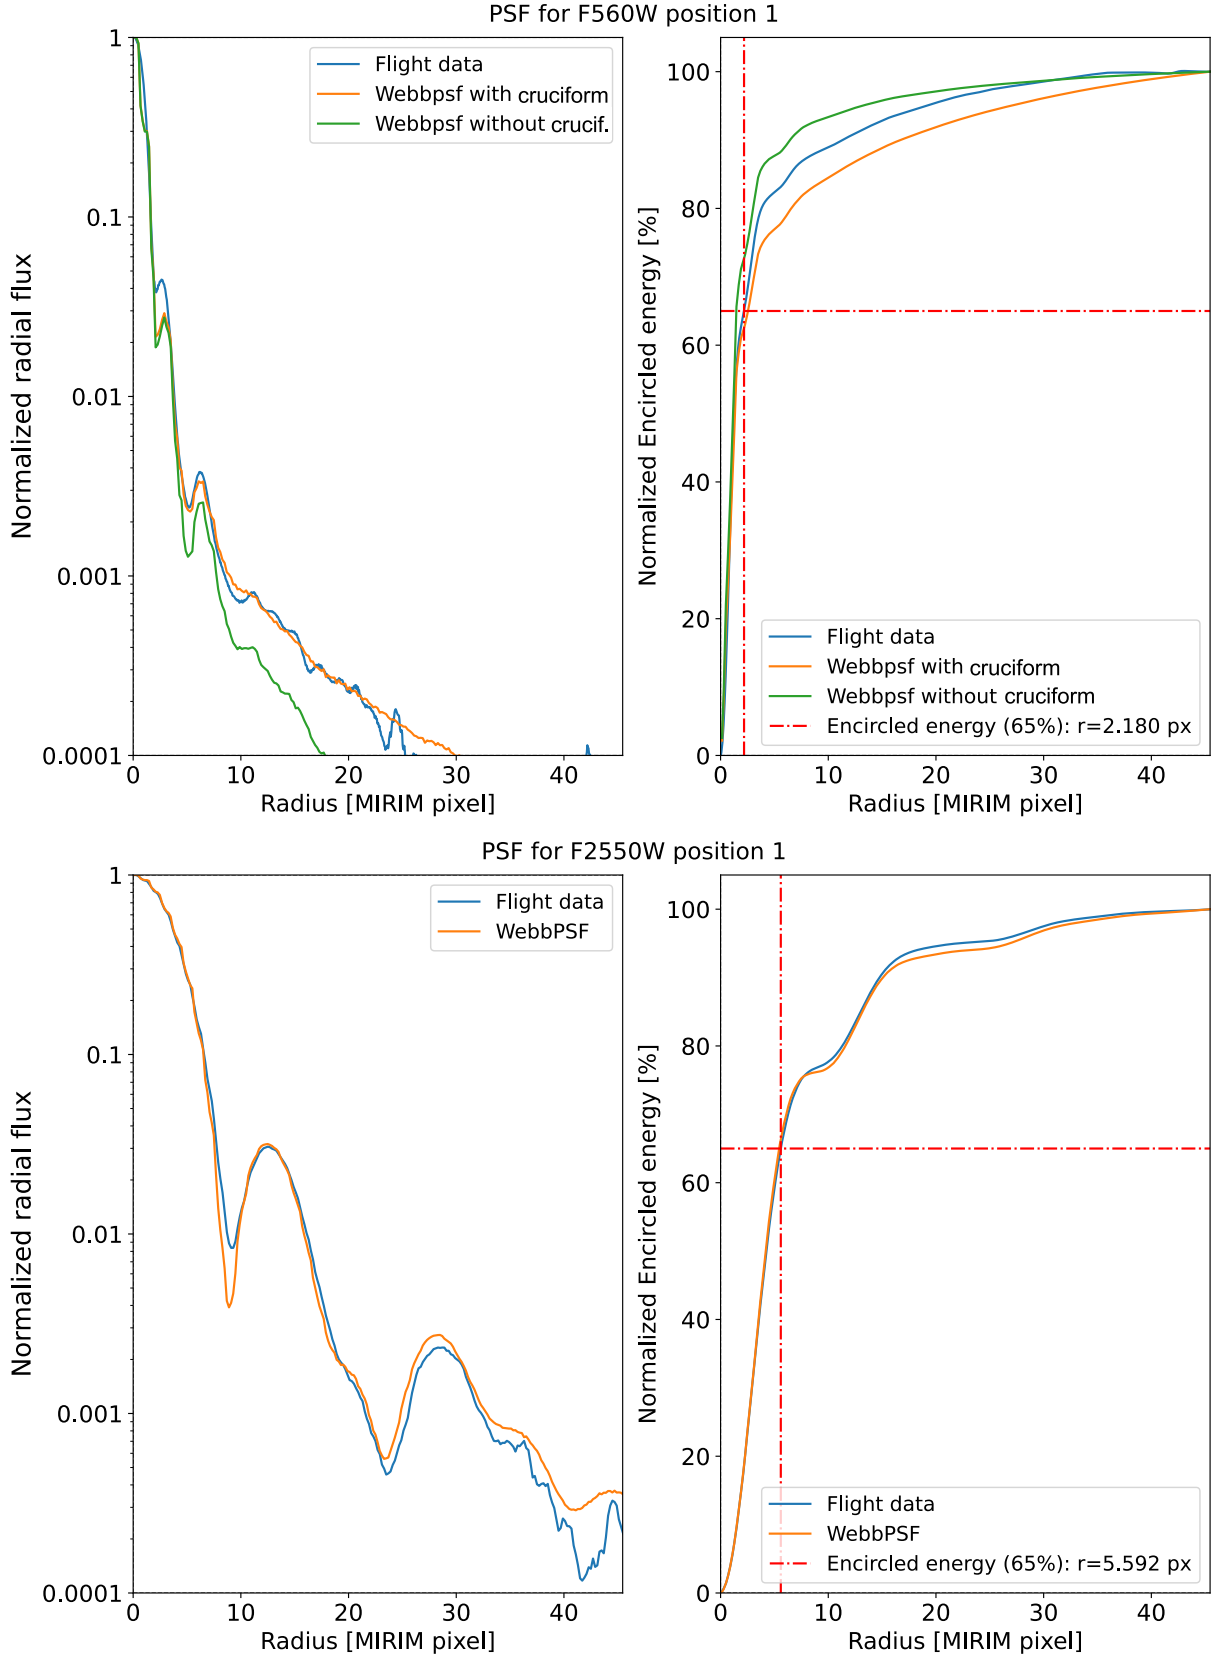 PSF for F560W position 1
Normalized radial flux
1
0.1
0.01
0.001
0.0001
0 10 20 30 40
Radius [MIRIM pixel]
Flight data
Webbpsf with cruciform
Webbpsf without crucif.
Normalized Encircled energy [%]
100
80
60
40
20
0
0 10 20 30 40
Radius [MIRIM pixel]
Flight data
Webbpsf with cruciform
Webbpsf without cruciform
Encircled energy (65%): r=2.180 px
PSF for F2550W position 1
Normalized radial flux
1
0.1
0.01
0.001
0.0001
0 10 20 30 40
Radius [MIRIM pixel]
Flight data
WebbPSF
Normalized Encircled energy [%]
100
80
60
40
20
0
0 10 20 30 40
Radius [MIRIM pixel]
Flight data
WebbPSF
Encircled energy (65%): r=5.592 px